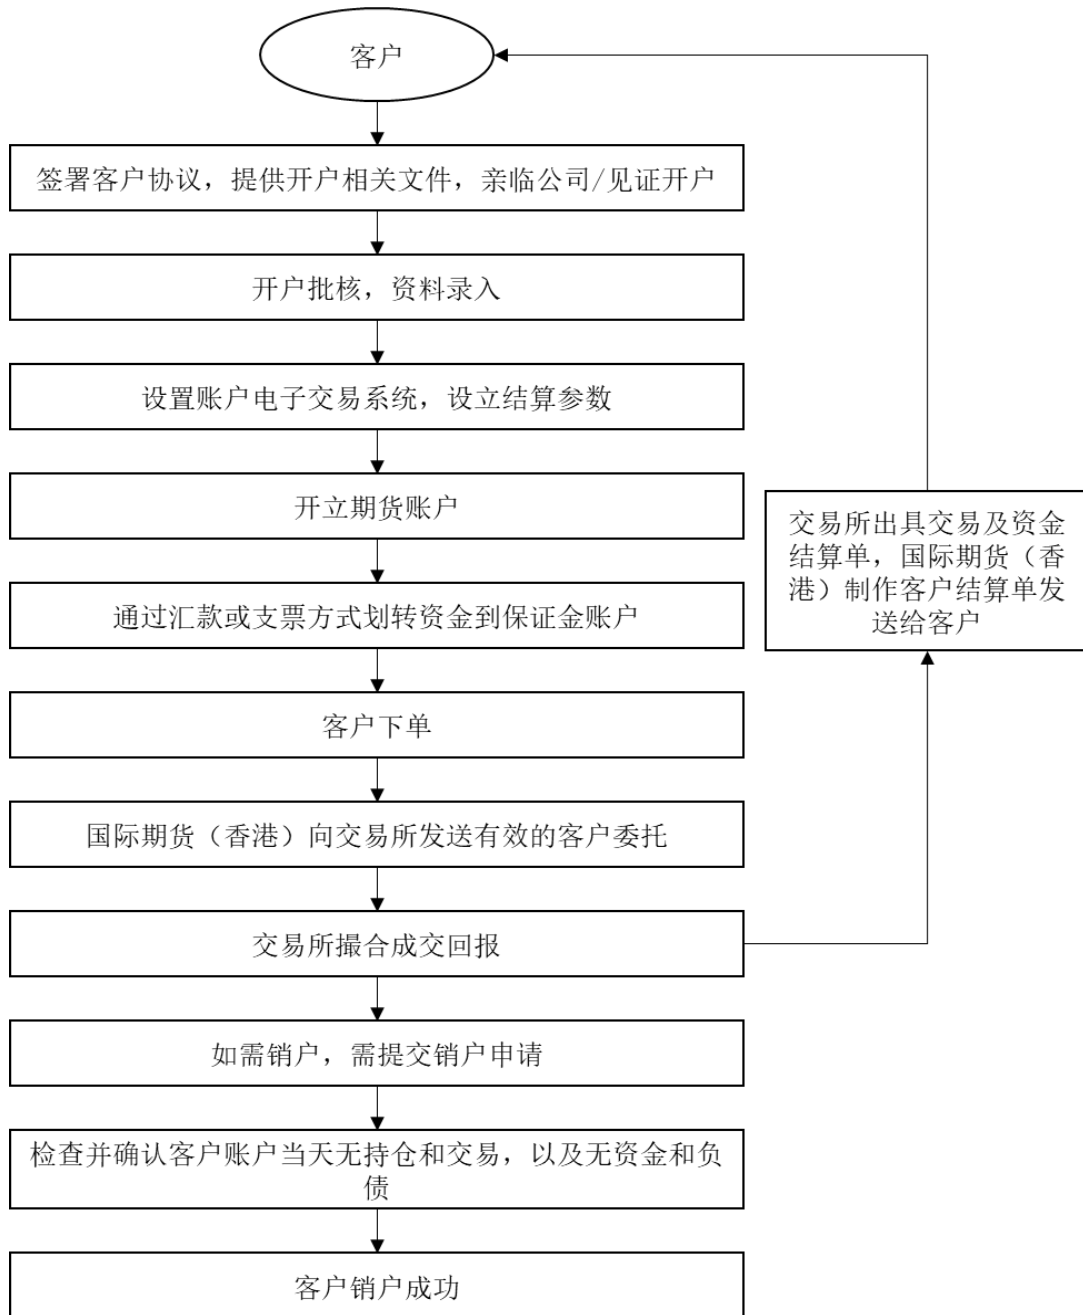 客户
签署客户协议，提供开户相关文件，亲临公司/见证开户
开户批核，资料录入
设置账户电子交易系统，设立结算参数
开立期货账户
通过汇款或支票方式划转资金到保证金账户
客户下单
国际期货（香港）向交易所发送有效的客户委托
交易所撮合成交回报
如需销户，需提交销户申请
检查并确认客户账户当天无持仓和交易，以及无资金和负
债
客户销户成功
交易所出具交易及资金
结算单，国际期货（香
港）制作客户结算单发
送给客户